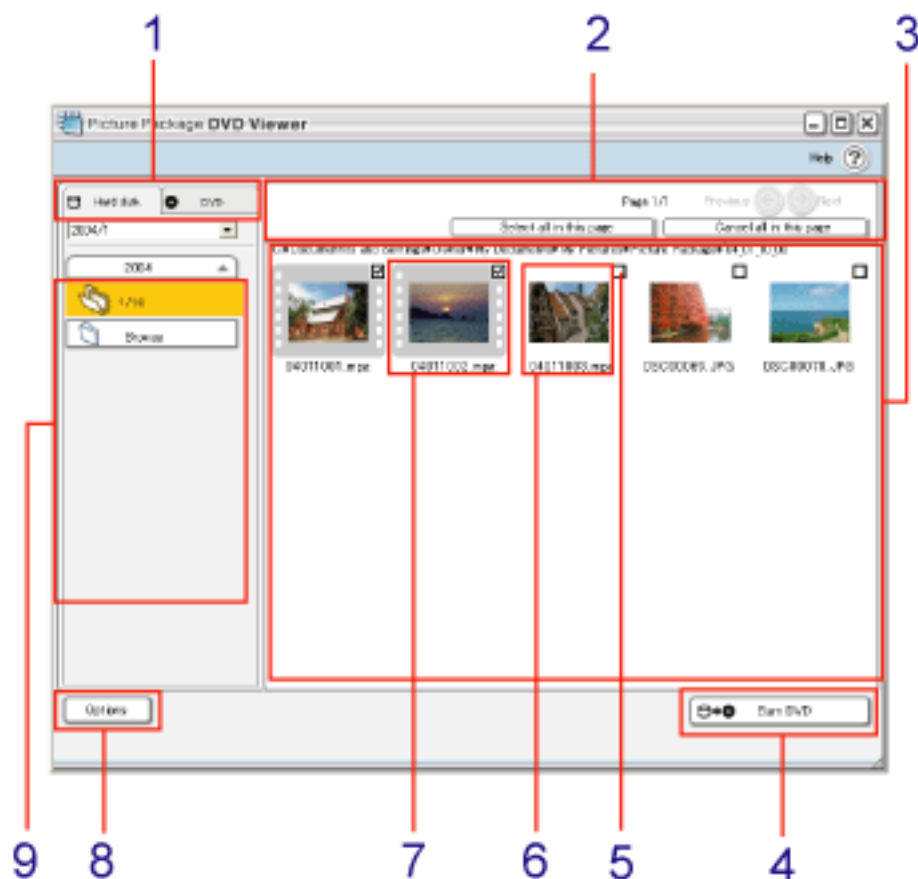 1 2 3
Picture Package DVD Viewer
Help ?
Hard disk DVD
Page 1/1 Previous Next
Select all in this page Cancel all in this page
2004/1
2004
Browse
04011001.mpg 04011002.mpg 04011003.mpg DSC00069.JPG DSC00070.JPG
Options
Burn DVD
9 8 7 6 5 4